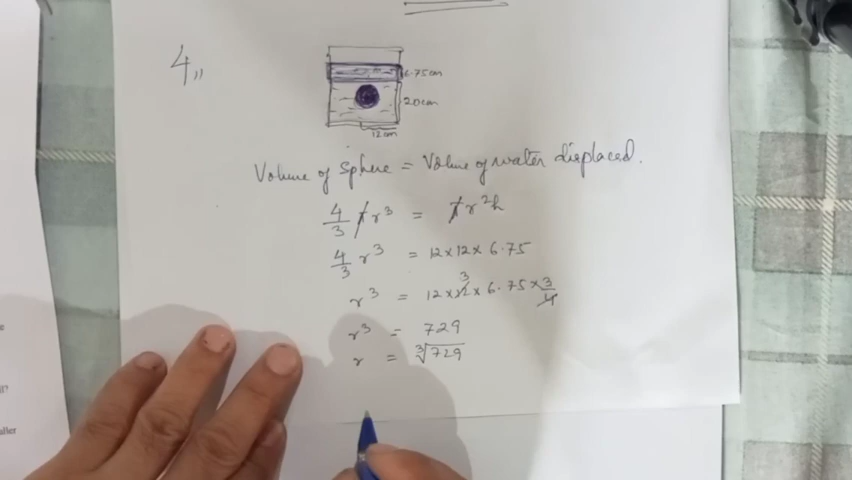 4,,
6.75cm
20cm
12cm
Volume of Sphere = Volume of water displaced.
4/3 π r³ = π r² h
4/3 r³ = 12 x 12 x 6.75
r³ = 12 x 12 3 x 6.75 x 3/4
r³ = 729
r = ∛729